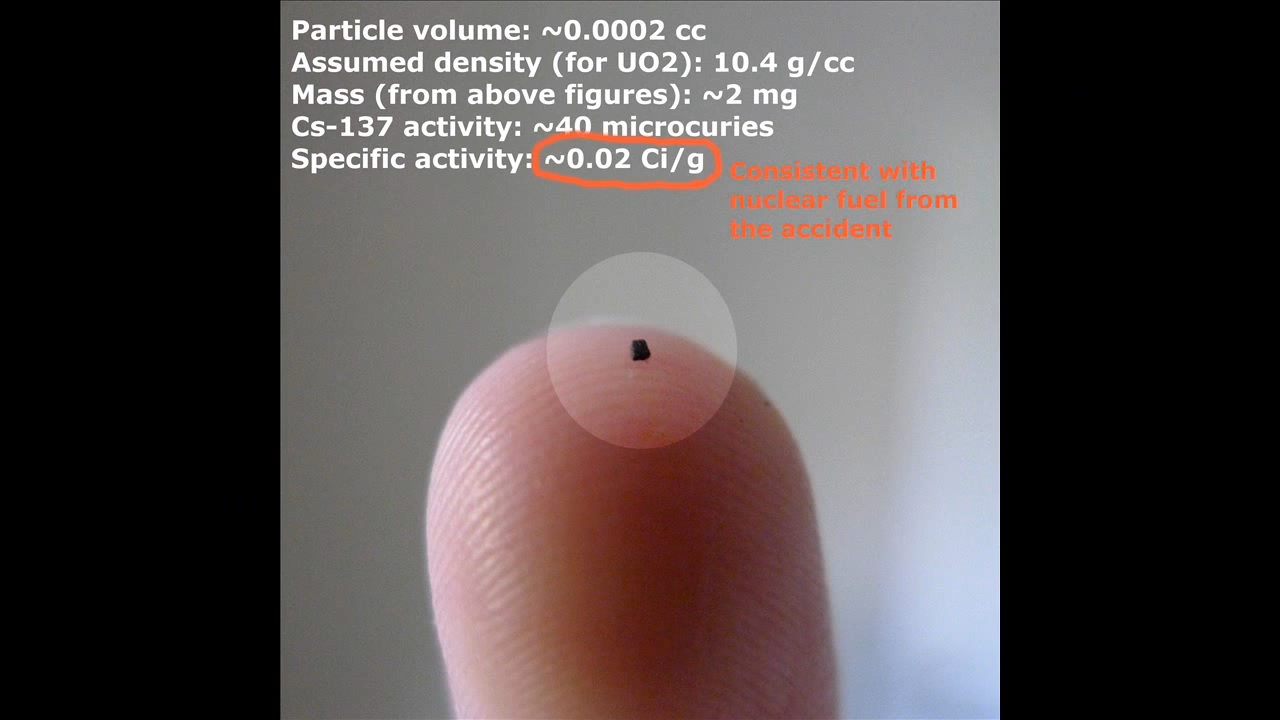 Particle volume: ~0.0002 cc
Assumed density (for UO2): 10.4 g/cc
Mass (from above figures): ~2 mg
Cs-137 activity: ~40 microcuries
Specific activity: ~0.02 Ci/g
Consistent with
nuclear fuel from
the accident